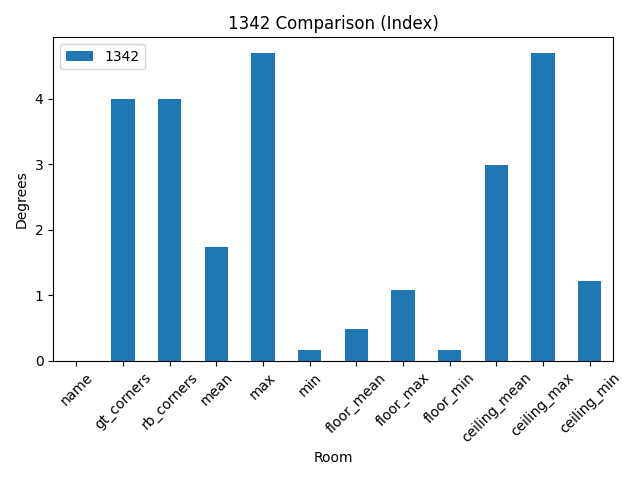 1342 Comparison (Index)
1342
Degrees
4
3
2
1
0
name
gt_corners
rb_corners
mean
max
min
floor_mean
floor_max
floor_min
ceiling_mean
ceiling_max
ceiling_min
Room